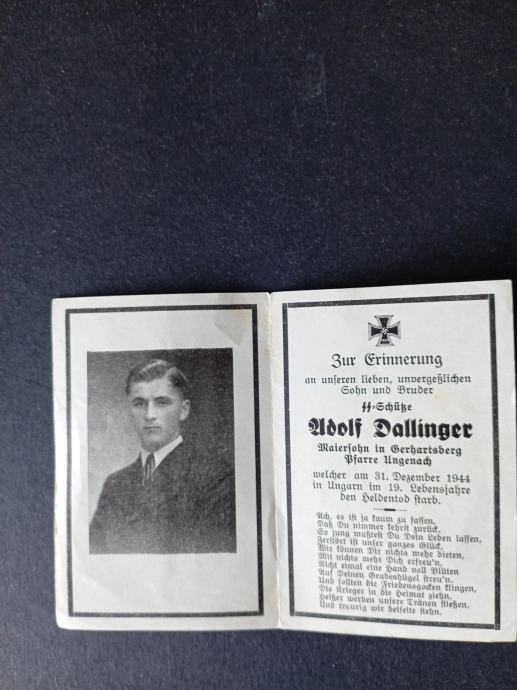 Zur Erinnerung
an unseren lieben, unvergeßlichen
Sohn und Bruder
SS-Schütze
Adolf Dallinger
Maiersohn in Gerhartsberg
Pfarre Ungenach
welcher am 31. Dezember 1944
in Ungarn im 19. Lebensjahre
den Heldentod starb.
Ach, es ist ja kaum zu fassen,
Daß Du nimmer kehrst zurück,
So jung mußtest Du Dein Leben lassen,
Zerstört ist unser ganzes Glück,
Wir können Dir nichts mehr bieten,
Mit nichts mehr Dich erfreu'n,
Nicht einmal eine Hand voll Blüten
Auf Deinen Grabeshügel streu'n.
Und sollten die Friedensgocken klingen,
Die Krieger in die Heimat ziehn,
Heißer werden unsere Tränen fließen,
Und traurig wir beiseite stehn.